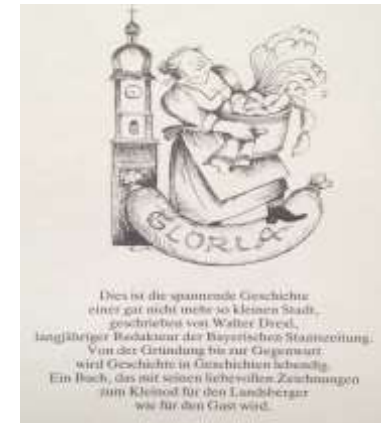 GLORIA
Dies ist die spannende Geschichte
einer gar nicht mehr so kleinen Stadt,
geschrieben von Walter Drexl,
langjähriger Redakteur der Bayerischen Staatszeitung.
Von der Gründung bis zur Gegenwart
wird Geschichte in Geschichten lebendig.
Ein Buch, das mit seinen liebevollen Zeichnungen
zum Kleinod für den Landsberger
wie für den Gast wird.